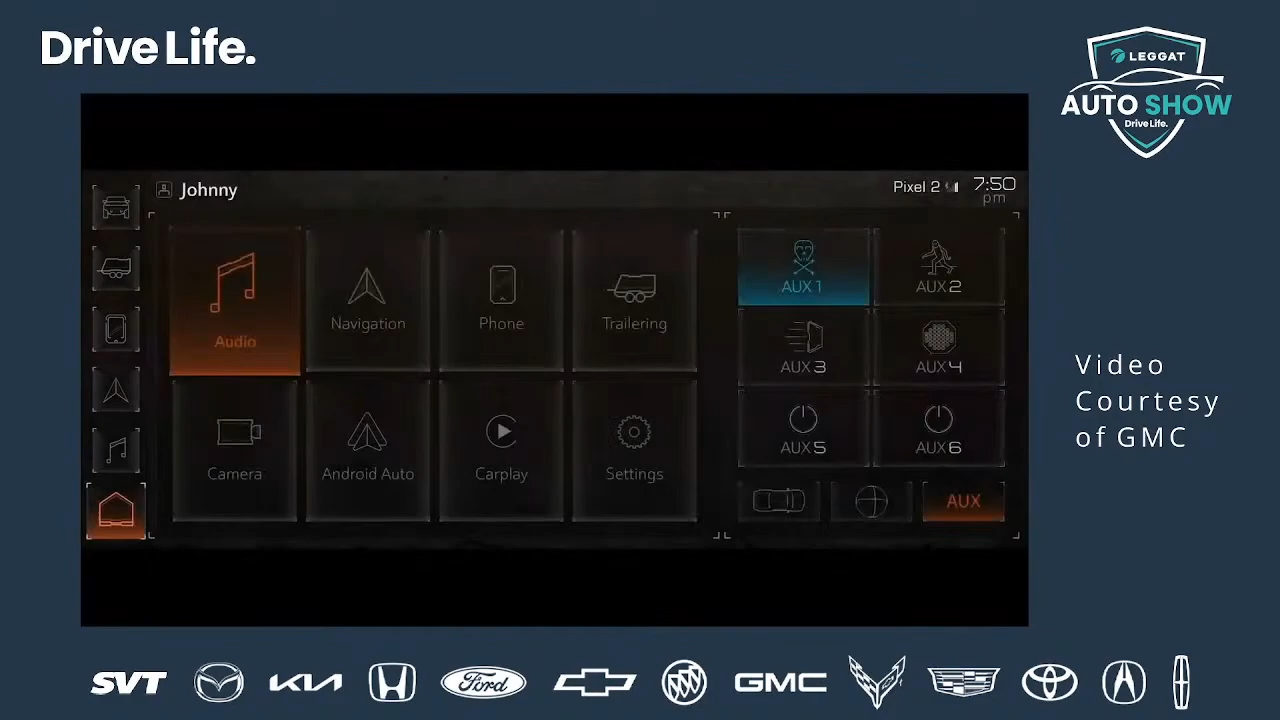 Drive Life.
LEGGAT
AUTO SHOW
Drive Life.
Johnny
Pixel 2
7:50
pm
Audio
Navigation
Phone
Trailering
Camera
Android Auto
Carplay
Settings
AUX 1
AUX 2
AUX 3
AUX 4
AUX 5
AUX 6
AUX
Video
Courtesy
of GMC
SVT
KIA
Ford
GMC